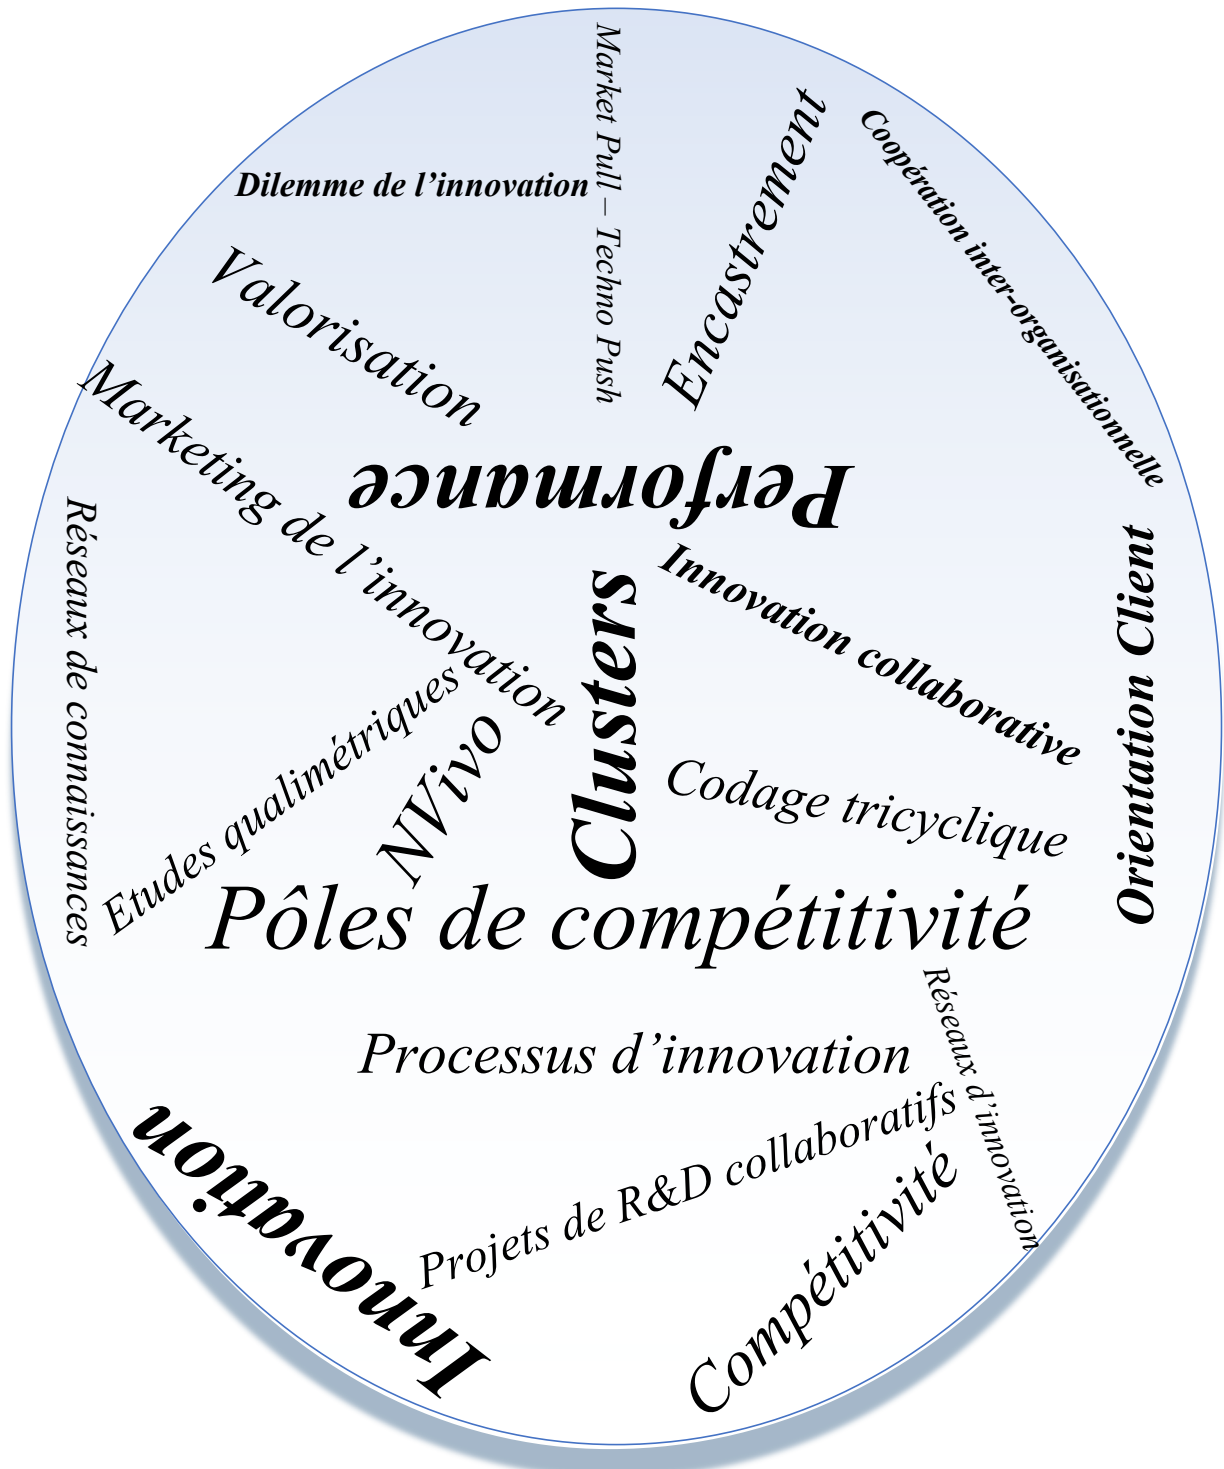 Market Pull – Techno Push
Encastrement
Coopération inter-organisationnelle
Dilemme de l’innovation
Valorisation
Marketing de l’innovation
Performance
Réseaux de connaissances
Innovation collaborative
Orientation Client
Clusters
Etudes qualimétriques
NVivo
Codage tricyclique
Pôles de compétitivité
Réseaux d’innovation
Processus d’innovation
Projets de R&D collaboratifs
Innovation
Compétitivité